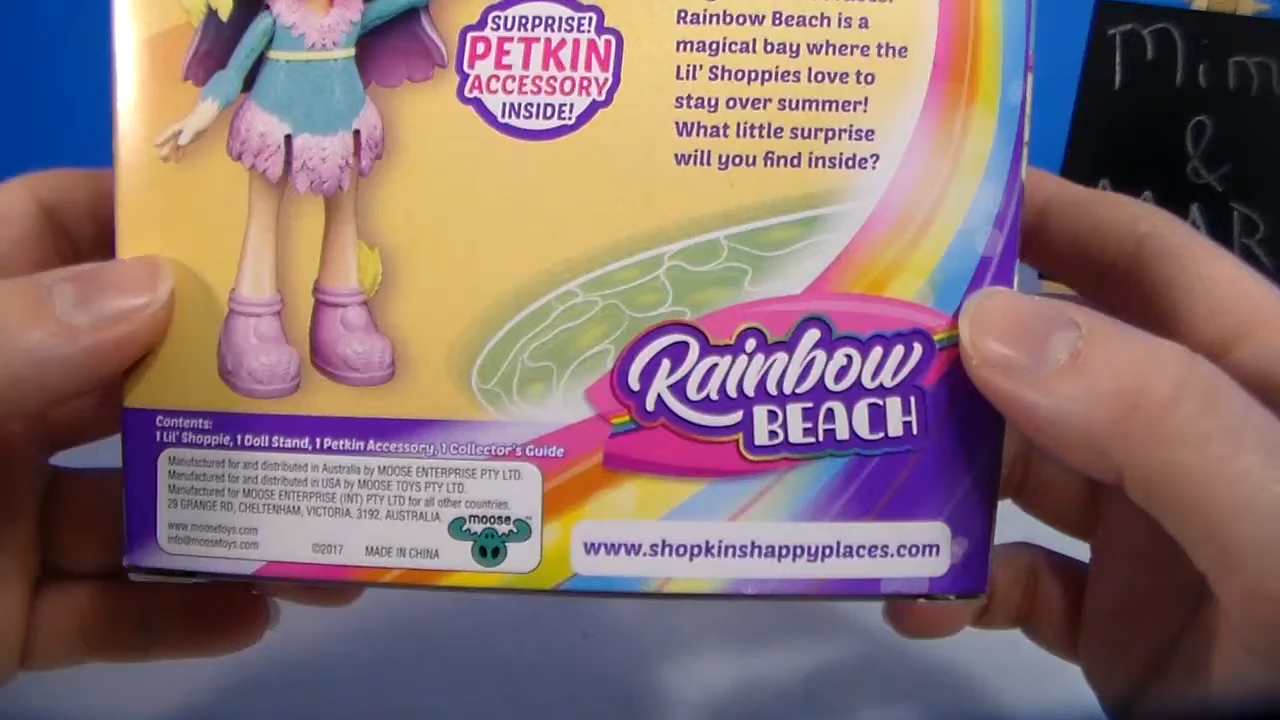 SURPRISE!
PETKIN
ACCESSORY
INSIDE!
Rainbow Beach is a
magical bay where the
Lil' Shoppies love to
stay over summer!
What little surprise
will you find inside?
Mim
&
Rainbow
BEACH
Contents:
1 Lil' Shoppie, 1 Doll Stand, 1 Petkin Accessory, 1 Collector's Guide
Manufactured for and distributed in Australia by MOOSE ENTERPRISE PTY LTD.
Manufactured for and distributed in USA by MOOSE TOYS PTY LTD.
Manufactured for MOOSE ENTERPRISE (INT) PTY LTD for all other countries.
29 GRANGE RD, CHELTENHAM, VICTORIA, 3192, AUSTRALIA.
www.moosetoys.com
info@moosetoys.com
©2017 MADE IN CHINA
moose™
www.shopkinshappyplaces.com